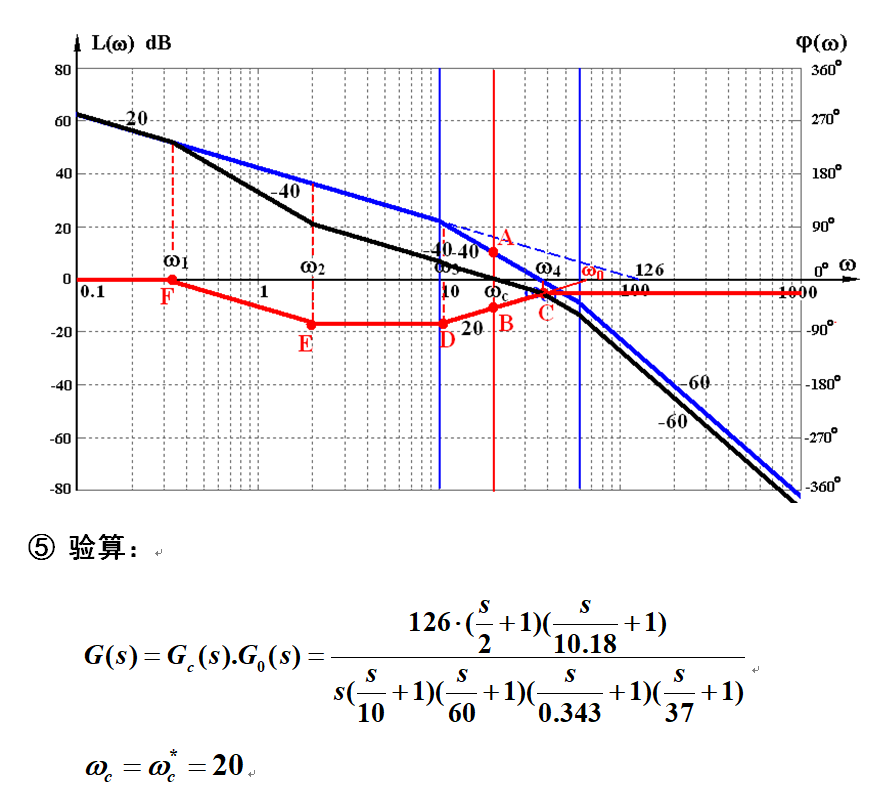 L(ω) dB φ(ω)
80 360°
-20
60 270°
40 180°
-40
20 90°
A
-40 -40
ω1 ω2 ω4 ω0 126
0 0° ω
F 0.1 1 10 ωc C 100 1000
B
E D 20
-20 -90°
-40 -180°
-60
-60
-60 -270°
-80 -360°
⑤ 验算：
G(s) = Gc(s).G0(s) = 126·(s/2+1)(s/10.18+1) / s(s/10+1)(s/60+1)(s/0.343+1)(s/37+1)
ωc = ωc* = 20